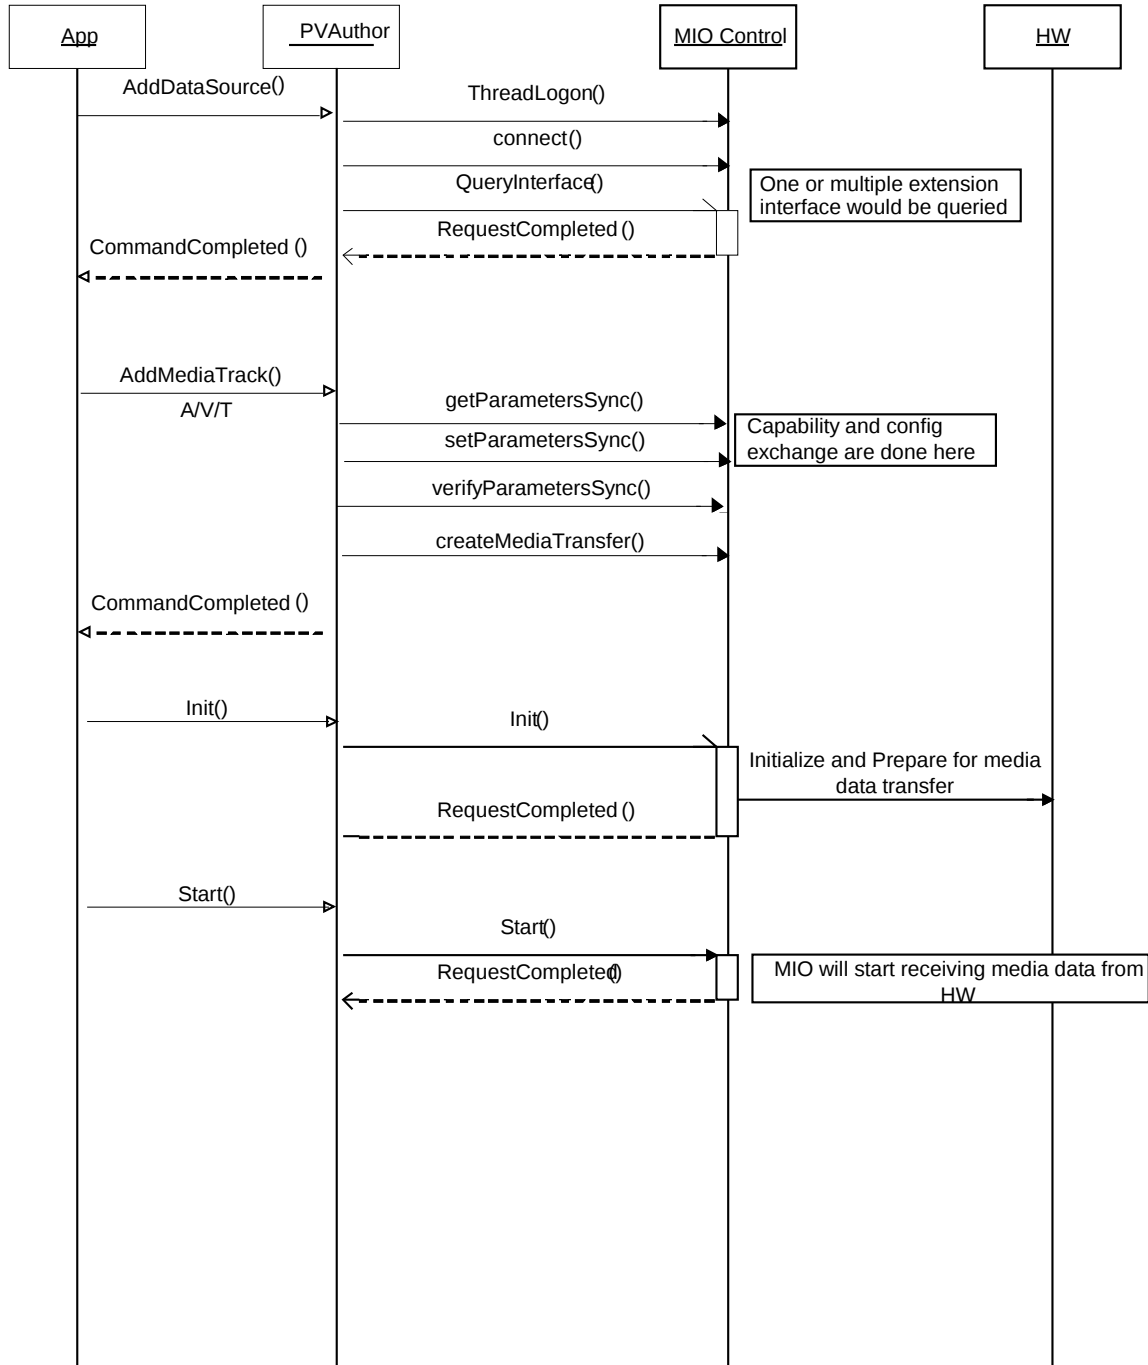 App
PVAuthor
MIO Control
HW
AddDataSource()
ThreadLogon()
connect()
QueryInterface()
One or multiple extension
interface would be queried
RequestCompleted ()
CommandCompleted ()
AddMediaTrack()
A/V/T
getParametersSync()
setParametersSync()
Capability and config
exchange are done here
verifyParametersSync()
createMediaTransfer()
CommandCompleted ()
Init()
Init()
Initialize and Prepare for media
data transfer
RequestCompleted ()
Start()
Start()
RequestCompleted()
MIO will start receiving media data from
HW